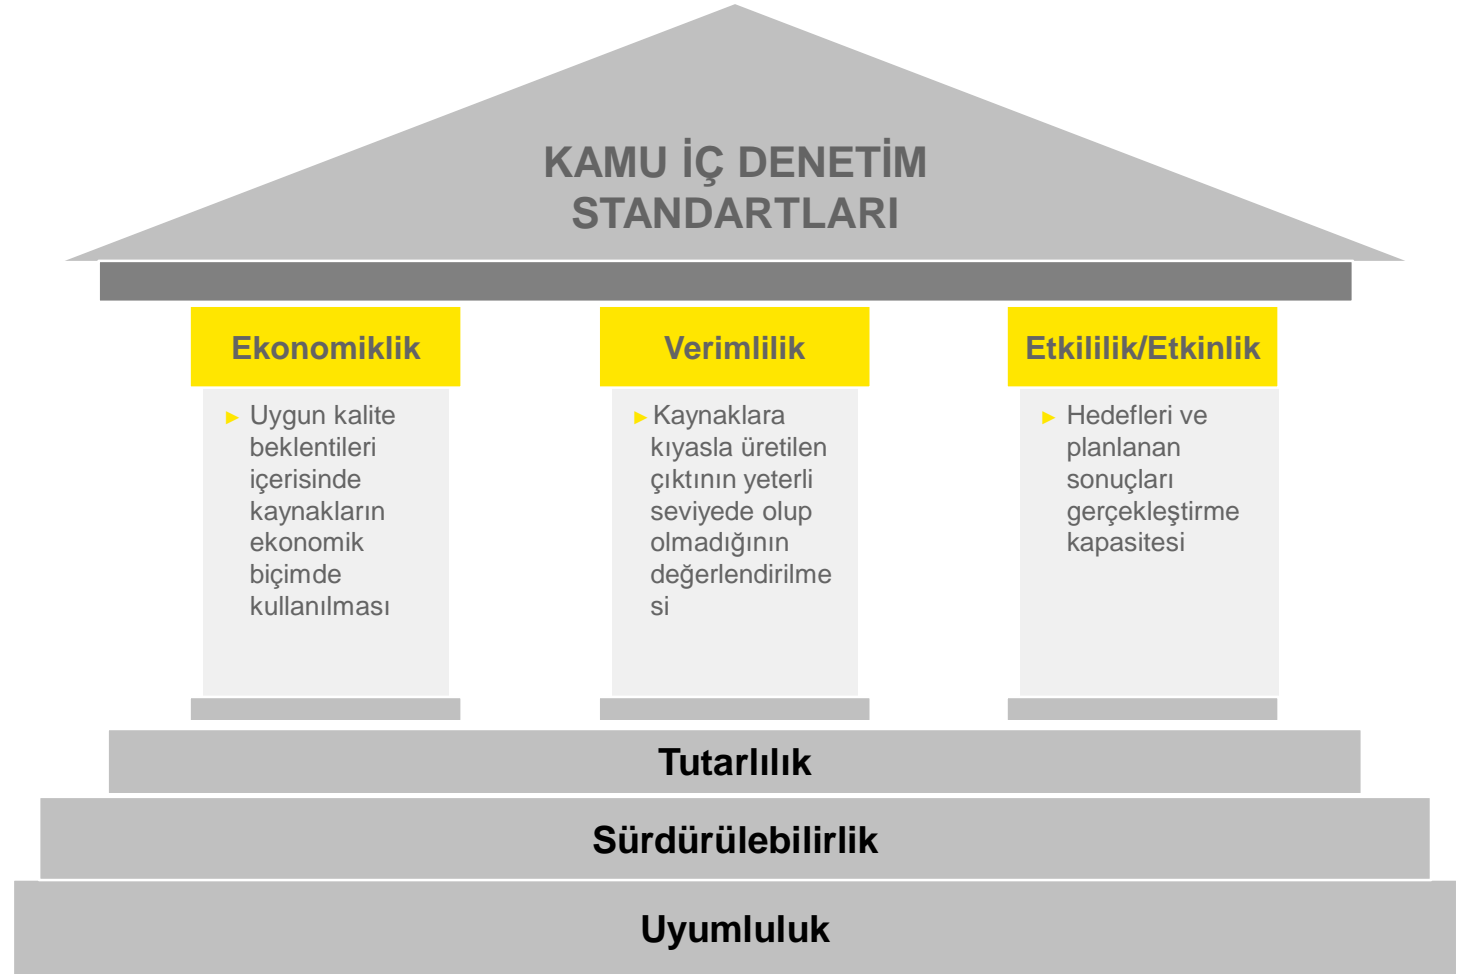 KAMU İÇ DENETİM
STANDARTLARI
Ekonomiklik
► Uygun kalite
beklentileri
içerisinde
kaynakların
ekonomik
biçimde
kullanılması
Verimlilik
►Kaynaklara
kıyasla üretilen
çıktının yeterli
seviyede olup
olmadığının
değerlendirilme
si
Etkililik/Etkinlik
► Hedefleri ve
planlanan
sonuçları
gerçekleştirme
kapasitesi
Tutarlılık
Sürdürülebilirlik
Uyumluluk